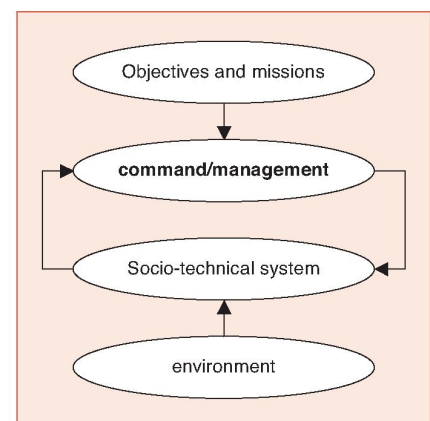 Objectives and missions
command/management
Socio-technical system
environment